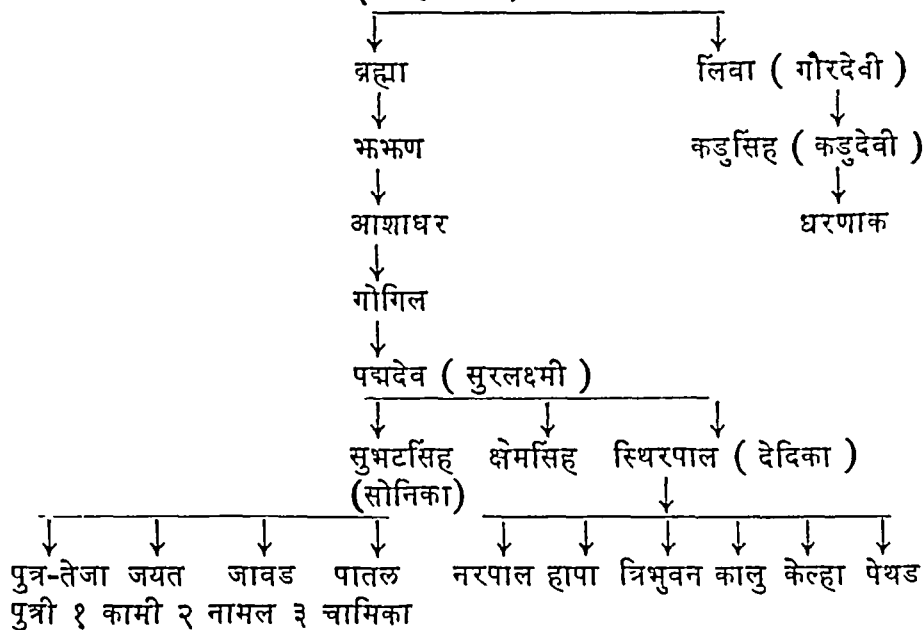 ब्रह्मा लिंवा ( गौरदेवी )
झझण कडुसिंह ( कडुदेवी )
आशाधर धरणाक
गोगिल
पद्मदेव ( सुरलक्ष्मी )
सुभटसिंह क्षेमसिंह स्थिरपाल ( देदिका )
(सोनिका)
पुत्र-तेजा जयत जावड पातल नरपाल हापा त्रिभुवन कालु केल्हा पेथड
पुत्री १ कामी २ नामल ३ चामिका